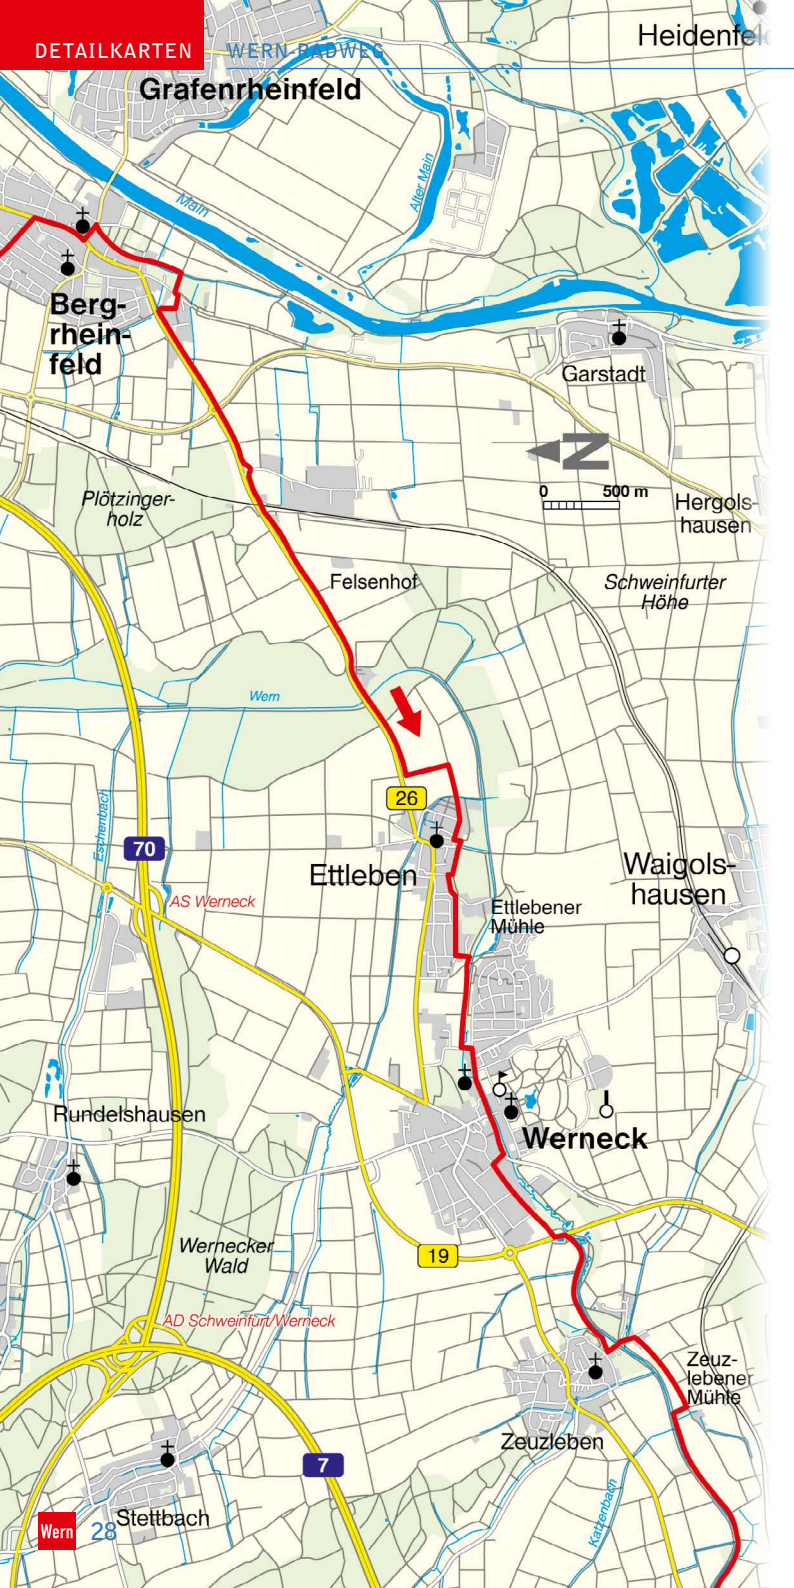 DETAILKARTEN
WERN-RADWEG
Grafenrheinfeld
Main
Alter Main
Berg-
rhein-
feld
Garstadt
N
0 500 m
Plötzinger-
holz
Hergols-
hausen
Felsenhof
Schweinfurter
Höhe
Wern
26
Eschenbach
70
Ettleben
Waigols-
hausen
AS Werneck
Ettlebener
Mühle
Rundelshausen
Werneck
Wernecker
Wald
19
AD Schweinfurt/Werneck
Zeuz-
lebener
Mühle
Zeuzleben
7
Katzenbach
Stettbach
Wern
28